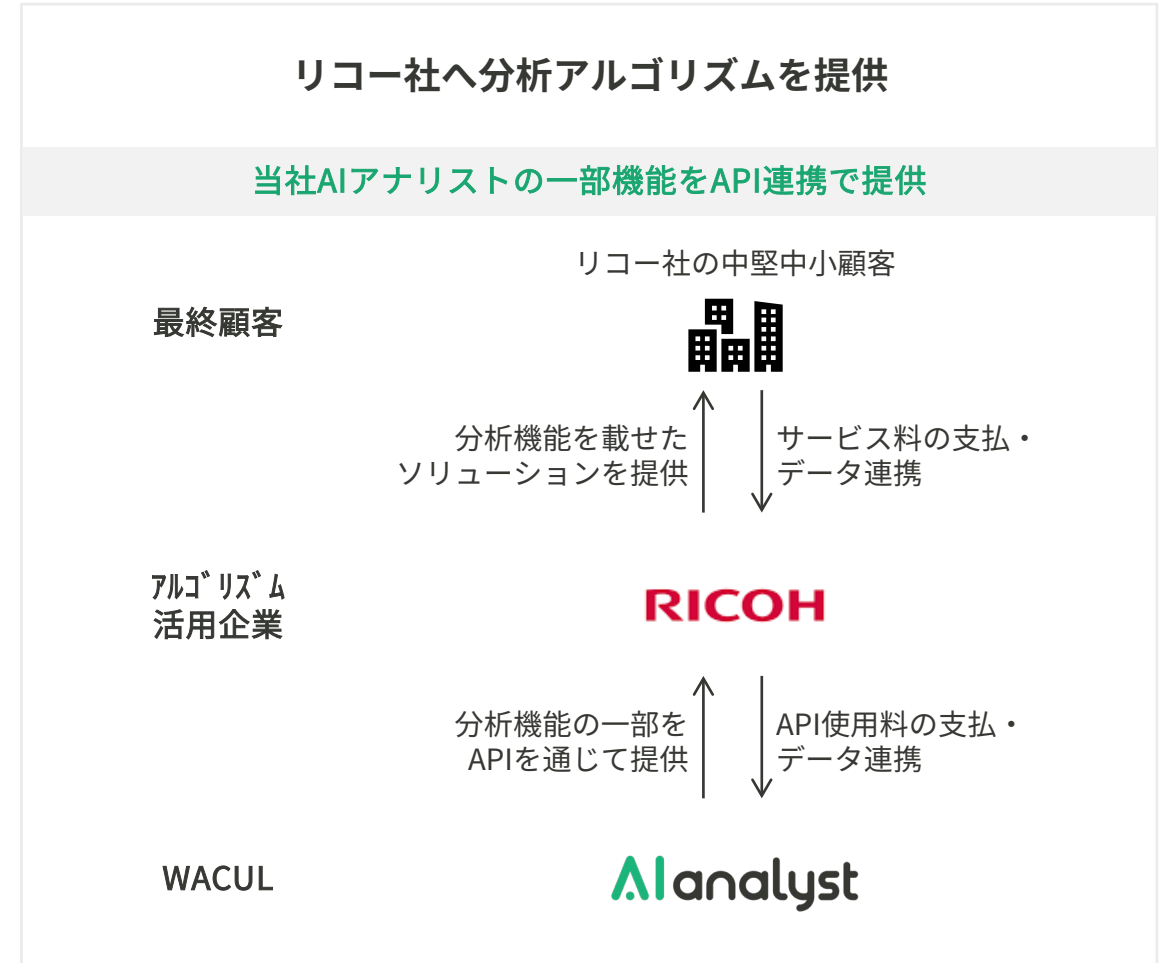 リコー社へ分析アルゴリズムを提供
当社AIアナリストの一部機能をAPI連携で提供
リコー社の中堅中小顧客
最終顧客
分析機能を載せた
ソリューションを提供
サービス料の支払・
データ連携
ｱﾙｺﾞﾘｽﾞﾑ
活用企業
RICOH
分析機能の一部を
APIを通じて提供
API使用料の支払・
データ連携
WACUL
AI analyst